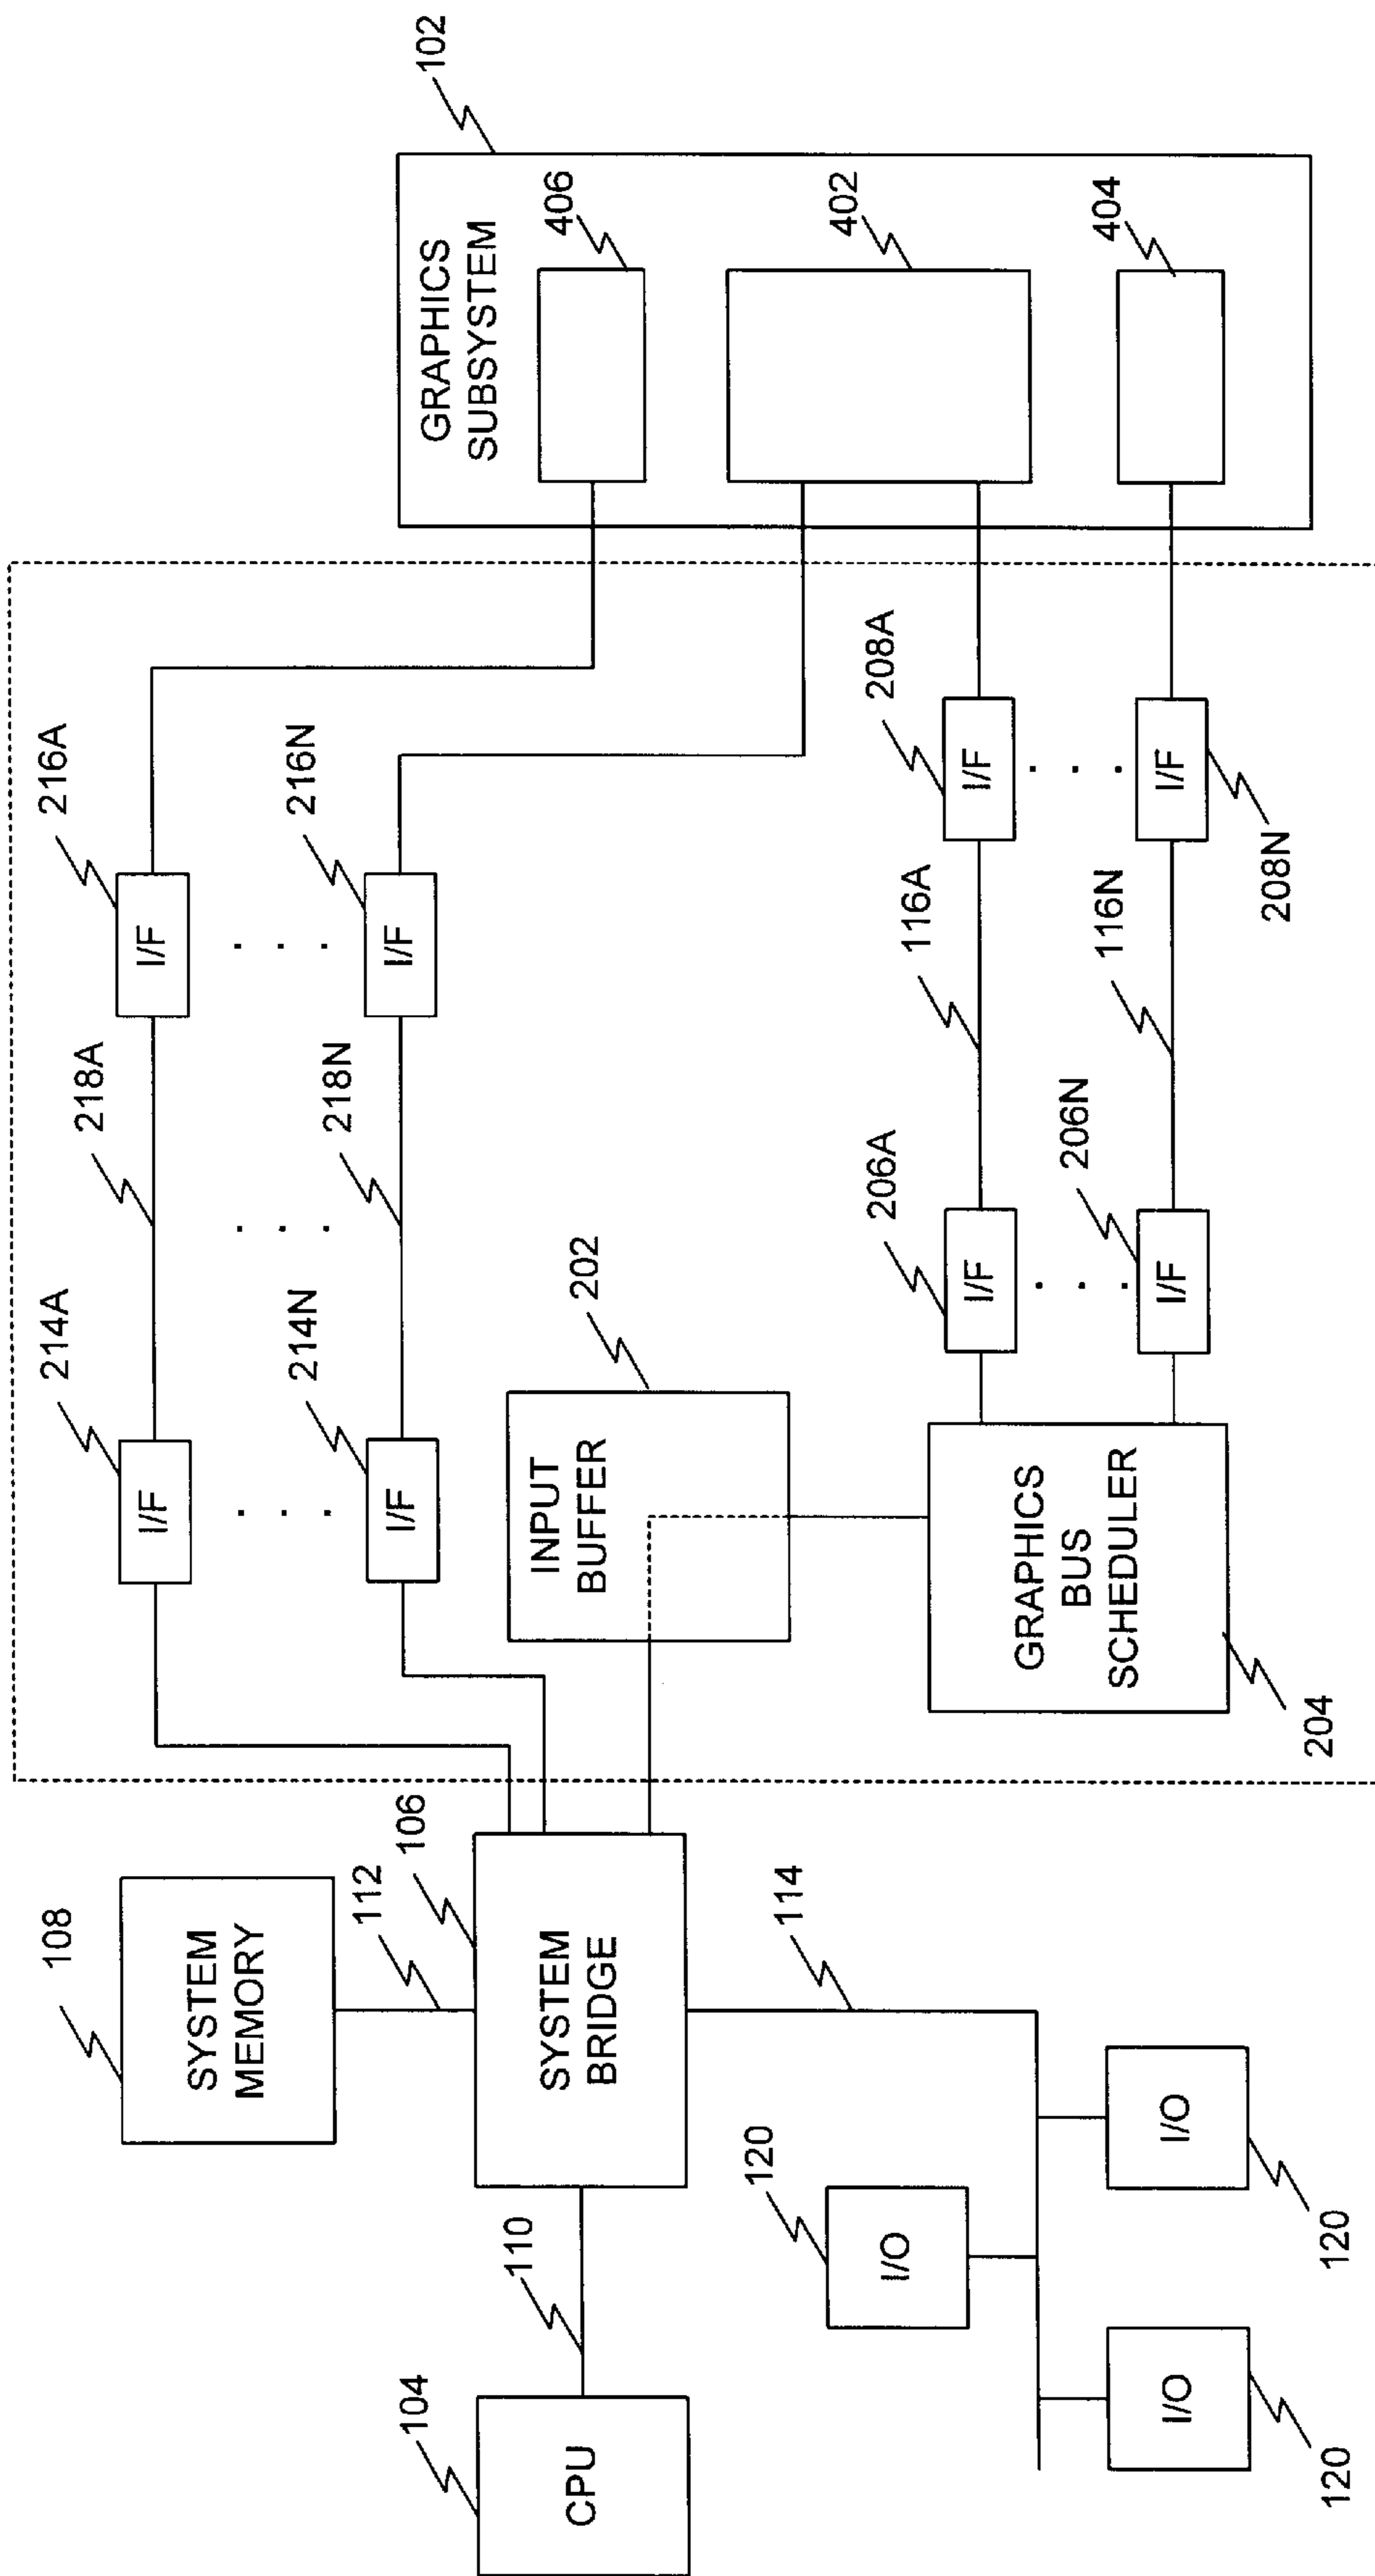 108
SYSTEM
MEMORY
112
106
104
CPU
110
SYSTEM
BRIDGE
114
120
I/O
I/O
120
I/O
120
214A
I/F
218A
216A
I/F
. . .
. . .
. . .
214N
I/F
218N
216N
I/F
202
INPUT
BUFFER
GRAPHICS
BUS
SCHEDULER
204
206A
I/F
116A
208A
I/F
. . .
. . .
206N
I/F
116N
I/F
208N
102
GRAPHICS
SUBSYSTEM
406
402
404